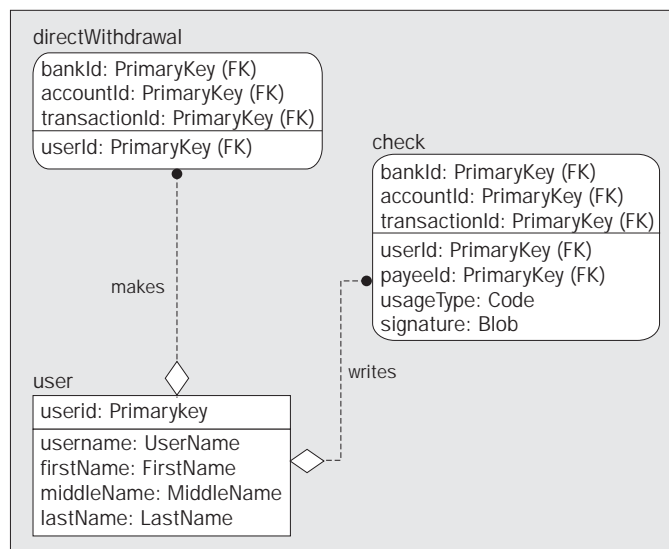 directWithdrawal
bankId: PrimaryKey (FK)
accountId: PrimaryKey (FK)
transactionId: PrimaryKey (FK)
userId: PrimaryKey (FK)
check
bankId: PrimaryKey (FK)
accountId: PrimaryKey (FK)
transactionId: PrimaryKey (FK)
userId: PrimaryKey (FK)
payeeId: PrimaryKey (FK)
usageType: Code
signature: Blob
makes
writes
user
userid: Primarykey
username: UserName
firstName: FirstName
middleName: MiddleName
lastName: LastName